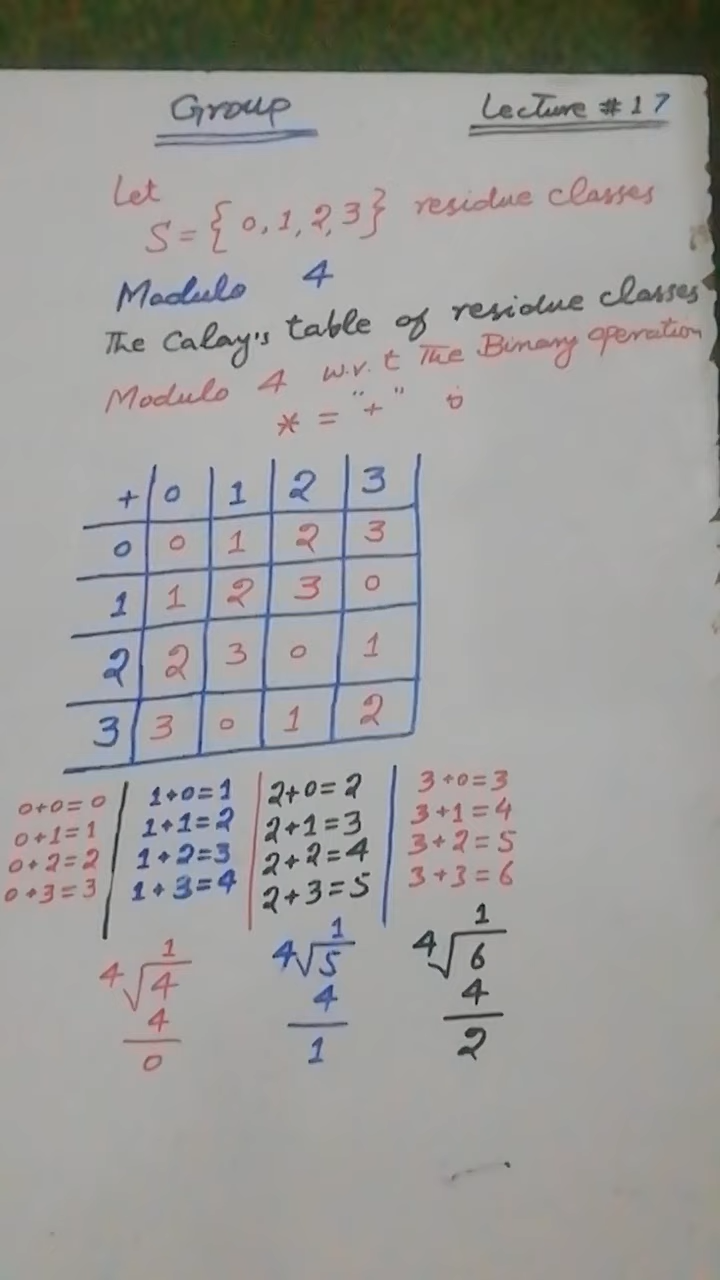 Group Lecture # 17
Let
S = { 0, 1, 2, 3 } residue classes
Modulo 4
The Calay's table of residue classes
Modulo 4 w.r.t The Binary operation
* = "+"
+ 0 1 2 3
0 0 1 2 3
1 1 2 3 0
2 2 3 0 1
3 3 0 1 2
0+0=0 1+0=1 2+0=2 3+0=3
0+1=1 1+1=2 2+1=3 3+1=4
0+2=2 1+2=3 2+2=4 3+2=5
0+3=3 1+3=4 2+3=5 3+3=6
1 1 1
4√4 4√5 4√6
4 4 4
0 1 2